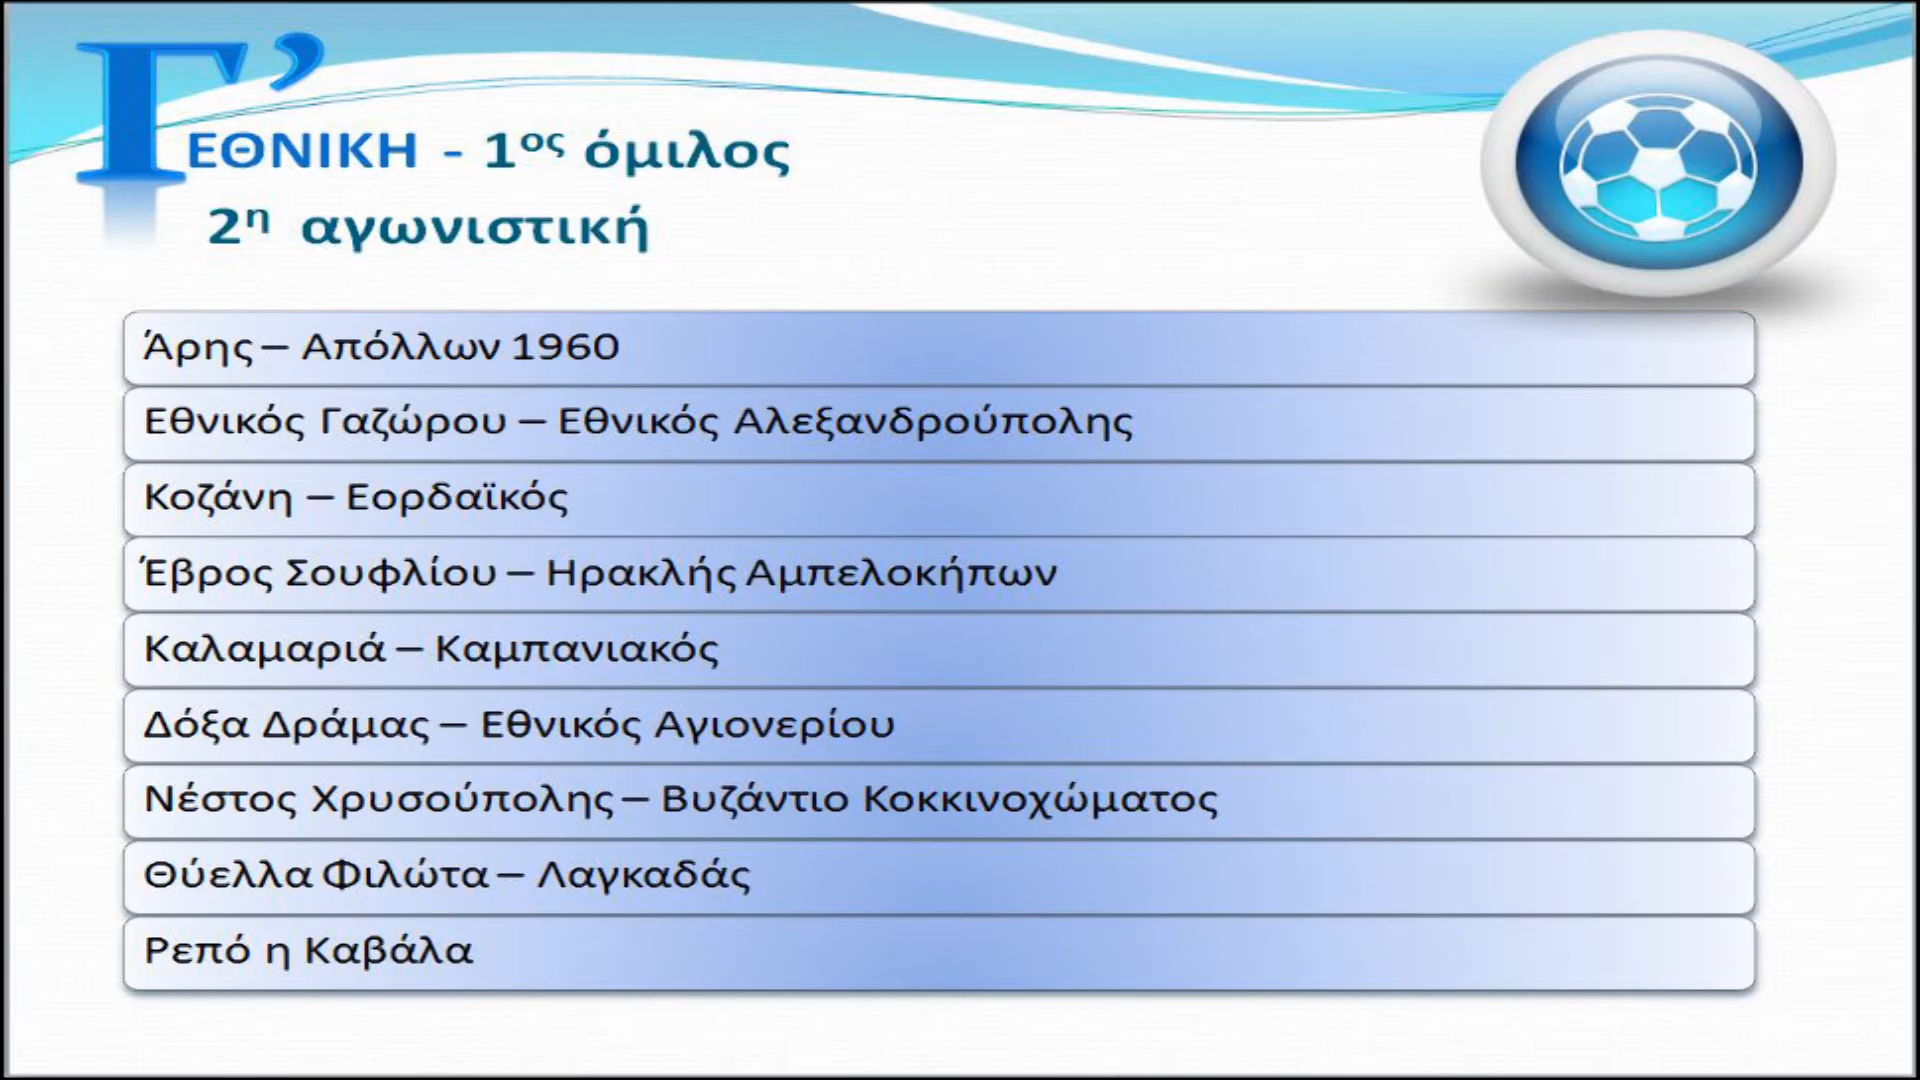 Γ' ΕΘΝΙΚΗ - 1ος όμιλος
2η αγωνιστική
Άρης – Απόλλων 1960
Εθνικός Γαζώρου – Εθνικός Αλεξανδρούπολης
Κοζάνη – Εορδαϊκός
Έβρος Σουφλίου – Ηρακλής Αμπελοκήπων
Καλαμαριά – Καμπανιακός
Δόξα Δράμας – Εθνικός Αγιονερίου
Νέστος Χρυσούπολης – Βυζάντιο Κοκκινοχώματος
Θύελλα Φιλώτα – Λαγκαδάς
Ρεπό η Καβάλα